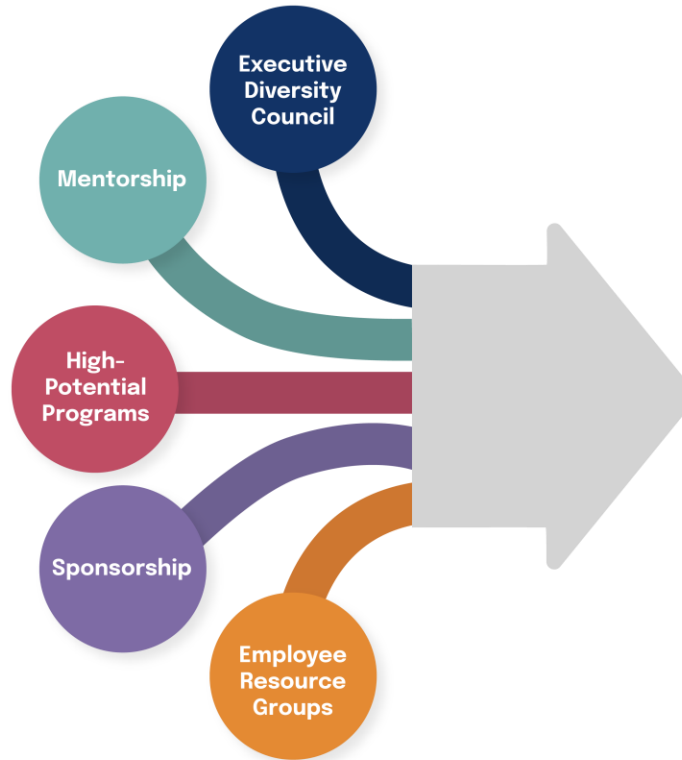 Executive
Diversity
Council
Mentorship
High-
Potential
Programs
Sponsorship
Employee
Resource
Groups